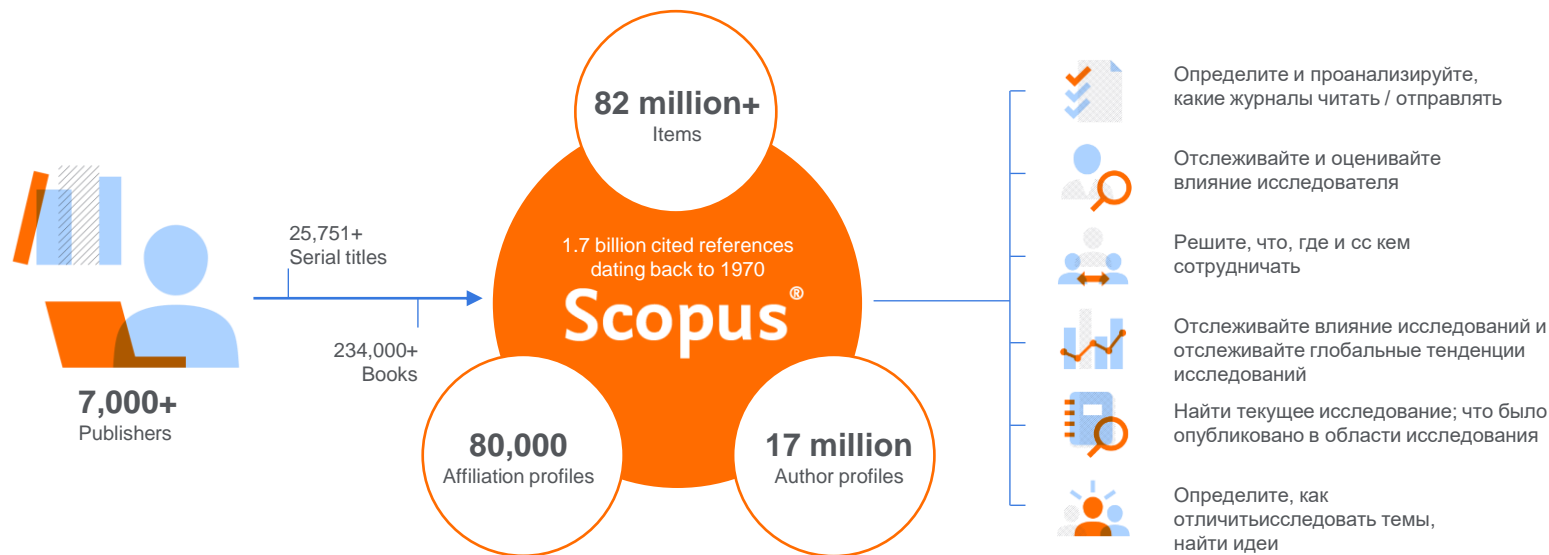 7,000+
Publishers
25,751+
Serial titles
234,000+
Books
82 million+
Items
1.7 billion cited references
dating back to 1970
Scopus®
80,000
Affiliation profiles
17 million
Author profiles
Определите и проанализируйте,
какие журналы читать / отправлять
Отслеживайте и оценивайте
влияние исследователя
Решите, что, где и сс кем
сотрудничать
Отслеживайте влияние исследований и
отслеживайте глобальные тенденции
исследований
Найти текущее исследование; что было
опубликовано в области исследования
Определите, как
отличитьисследовать темы,
найти идеи